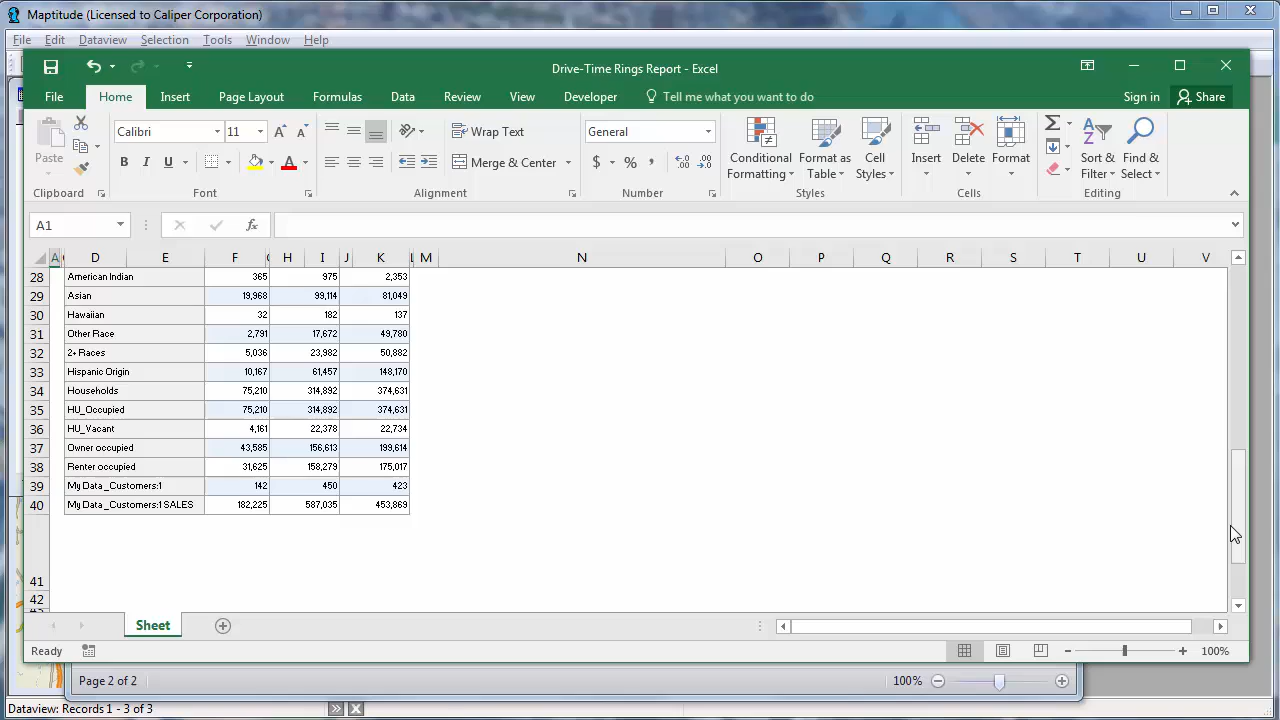 Maptitude (Licensed to Caliper Corporation)
File Edit Dataview Selection Tools Window Help
Drive-Time Rings Report - Excel
File Home Insert Page Layout Formulas Data Review View Developer Tell me what you want to do Sign in Share
Paste Calibri 11 Wrap Text General Conditional Formatting Format as Table Cell Styles Insert Delete Format Sort & Filter Find & Select
B I U A Merge & Center $ %
Clipboard Font Alignment Number Styles Cells Editing
A1 fx
A D E F H I J K L M N O P Q R S T U V
28 American Indian 365 975 2,353
29 Asian 19,968 99,114 81,049
30 Hawaiian 32 182 137
31 Other Race 2,791 17,672 49,780
32 2+ Races 5,036 23,982 50,882
33 Hispanic Origin 10,167 61,457 148,170
34 Households 75,210 314,892 374,631
35 HU_Occupied 75,210 314,892 374,631
36 HU_Vacant 4,161 22,378 22,734
37 Owner occupied 43,585 156,613 199,614
38 Renter occupied 31,625 158,279 175,017
39 My Data_Customers:1 142 450 423
40 My Data_Customers:1 SALES 182,225 587,035 453,869
41
42
Sheet
Ready 100%
Page 2 of 2 100%
Dataview: Records 1 - 3 of 3